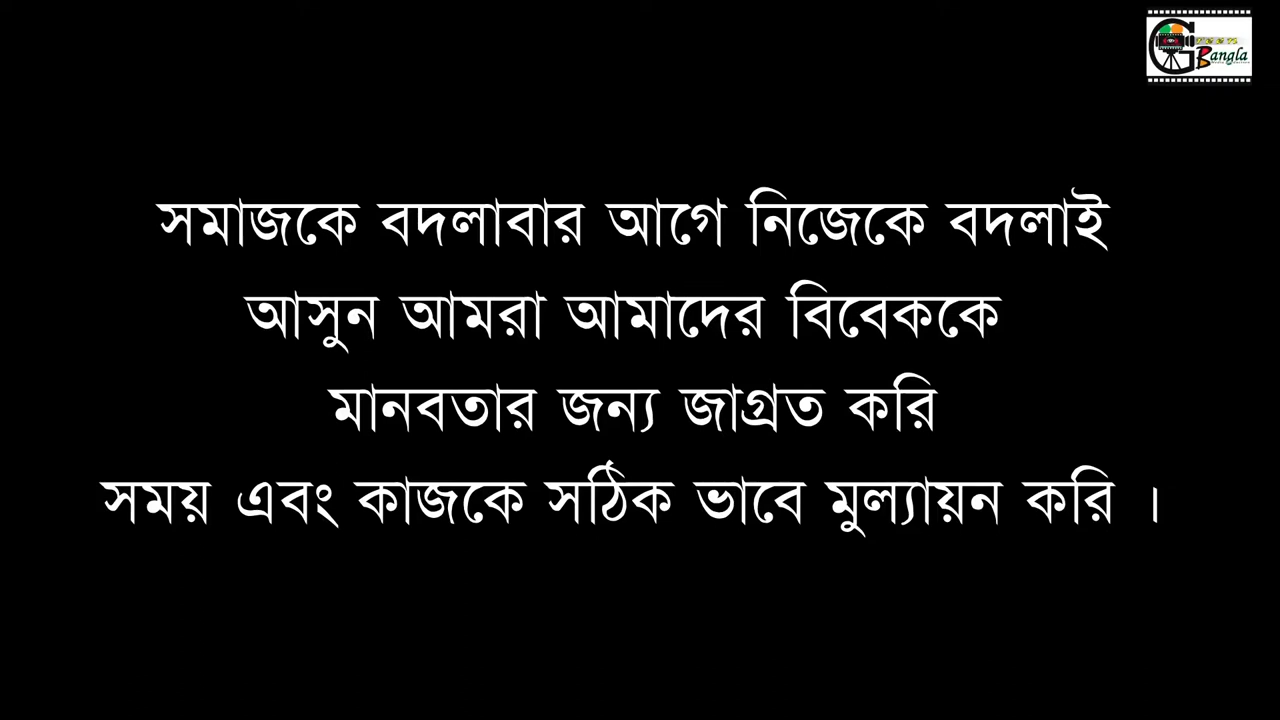 Green
Bangla
সমাজকে বদলাবার আগে নিজেকে বদলাই
আসুন আমরা আমাদের বিবেককে
মানবতার জন্য জাগ্রত করি
সময় এবং কাজকে সঠিক ভাবে মুল্যায়ন করি ।